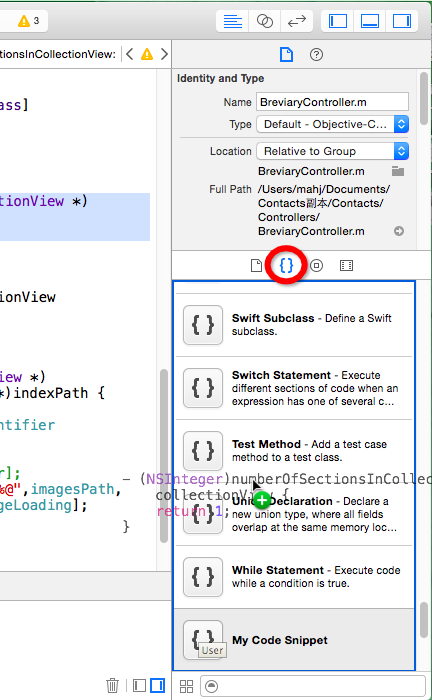 3
tionsInCollectionView:
Identity and Type
ass]
Name BreviaryController.m
Type Default - Objective-C...
Location Relative to Group
BreviaryController.m
Full Path /Users/mahj/Documents/
Contacts副本/Contacts/
Controllers/
BreviaryController.m
ctionView *)
ionView
{ } Swift Subclass - Define a Swift
subclass.
{ } Switch Statement - Execute
different sections of code when an
expression has one of several c...
iew *)
*)indexPath {
ntifier
{ } Test Method - Add a test case
method to a test class.
r];
%@",imagesPath,
geLoading];
- (NSInteger)numberOfSectionsInCollec
collectionView {
return 1;
}
Declaration - Declare a
new union type, where all fields
overlap at the same memory loc...
{ } While Statement - Execute code
while a condition is true.
{ } My Code Snippet
User